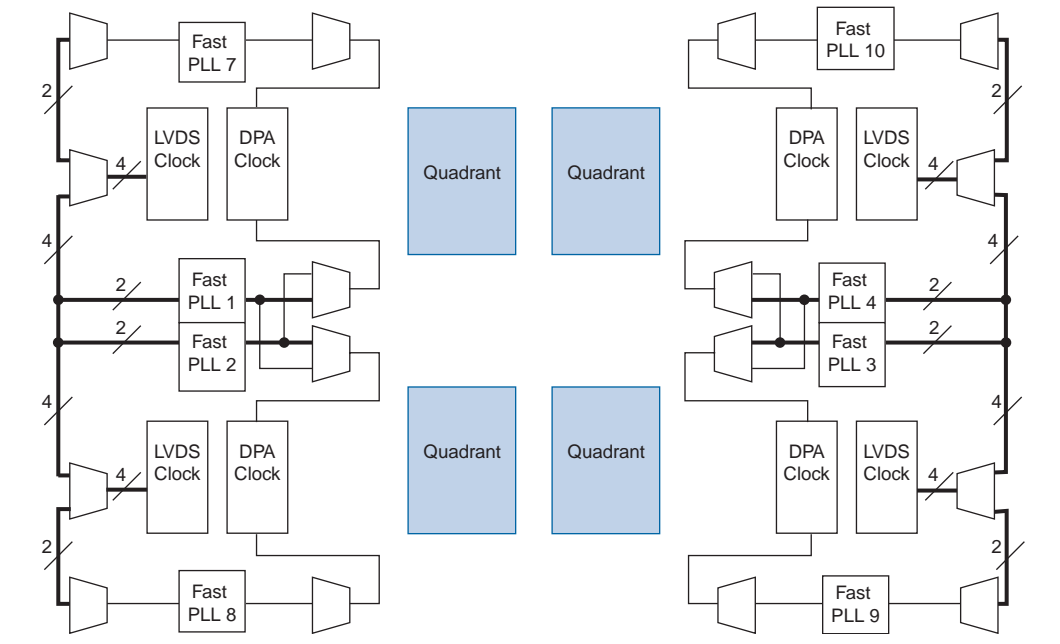 Fast
PLL 7
Fast
PLL 10
2
2
LVDS
Clock
DPA
Clock
Quadrant
Quadrant
DPA
Clock
LVDS
Clock
4
4
4
4
2
Fast
PLL 1
Fast
PLL 4
2
2
Fast
PLL 2
Fast
PLL 3
2
4
4
LVDS
Clock
DPA
Clock
Quadrant
Quadrant
DPA
Clock
LVDS
Clock
4
4
2
2
Fast
PLL 8
Fast
PLL 9